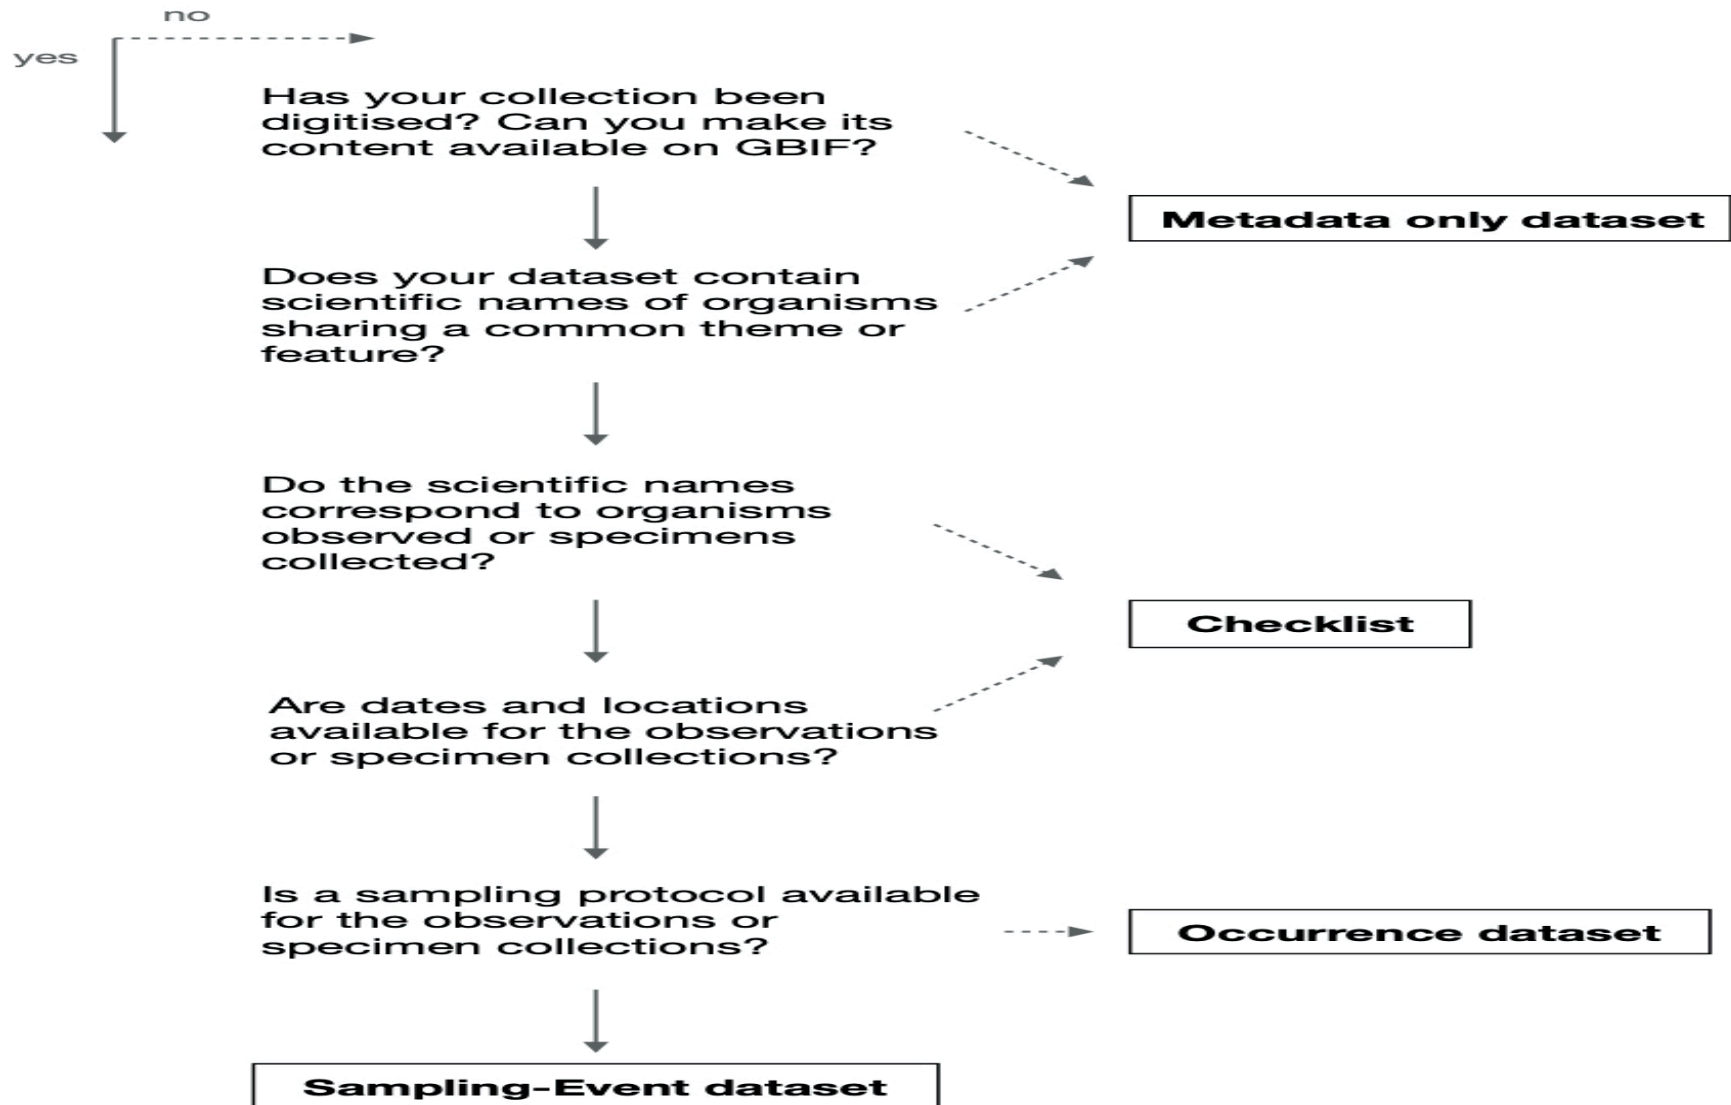 no
yes
Has your collection been
digitised? Can you make its
content available on GBIF?
Metadata only dataset
Does your dataset contain
scientific names of organisms
sharing a common theme or
feature?
Do the scientific names
correspond to organisms
observed or specimens
collected?
Checklist
Are dates and locations
available for the observations
or specimen collections?
Is a sampling protocol available
for the observations or
specimen collections?
Occurrence dataset
Sampling-Event dataset